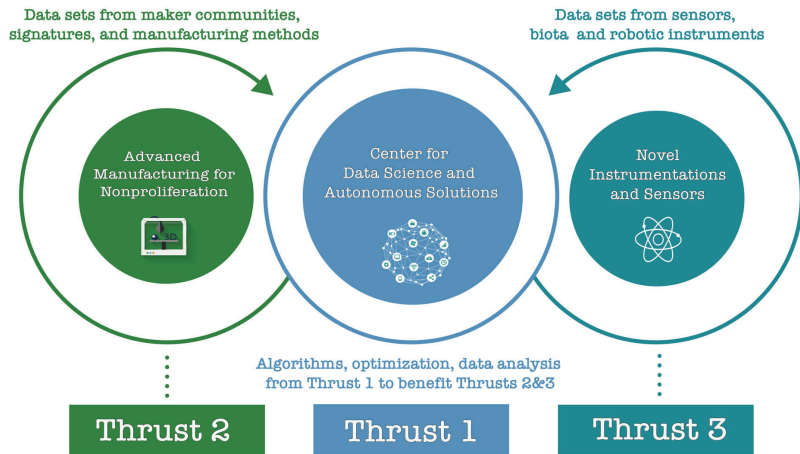 Data sets from maker communities,
signatures, and manufacturing methods
Data sets from sensors,
biota and robotic instruments
Advanced
Manufacturing for
Nonproliferation
3D
Center for
Data Science and
Autonomous Solutions
Novel
Instrumentations
and Sensors
Algorithms, optimization, data analysis
from Thrust 1 to benefit Thrusts 2&3
Thrust 2
Thrust 1
Thrust 3